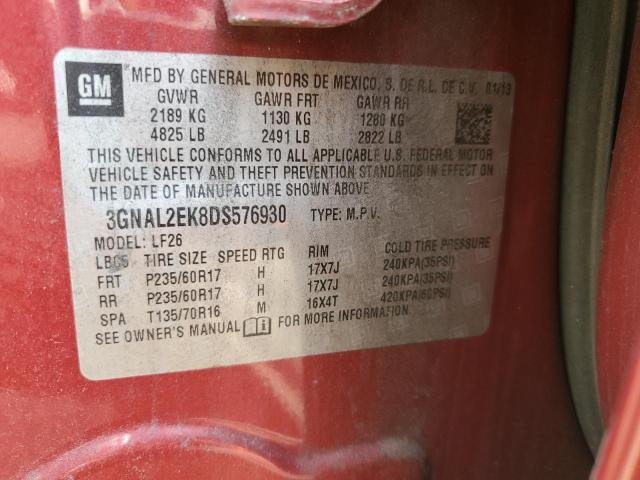 GM
MFD BY GENERAL MOTORS DE MEXICO, S. DE R.L. DE C.V. 01/13
GVWR GAWR FRT GAWR RR
2189 KG 1130 KG 1280 KG
4825 LB 2491 LB 2822 LB
THIS VEHICLE CONFORMS TO ALL APPLICABLE U.S. FEDERAL MOTOR
VEHICLE SAFETY AND THEFT PREVENTION STANDARDS IN EFFECT ON
THE DATE OF MANUFACTURE SHOWN ABOVE
3GNAL2EK8DS576930 TYPE: M.P.V.
MODEL: LF26
LBC5 TIRE SIZE SPEED RTG RIM COLD TIRE PRESSURE
FRT P235/60R17 H 17X7J 240KPA(35PSI)
RR P235/60R17 H 17X7J 240KPA(35PSI)
SPA T135/70R16 M 16X4T 420KPA(60PSI)
SEE OWNER'S MANUAL FOR MORE INFORMATION